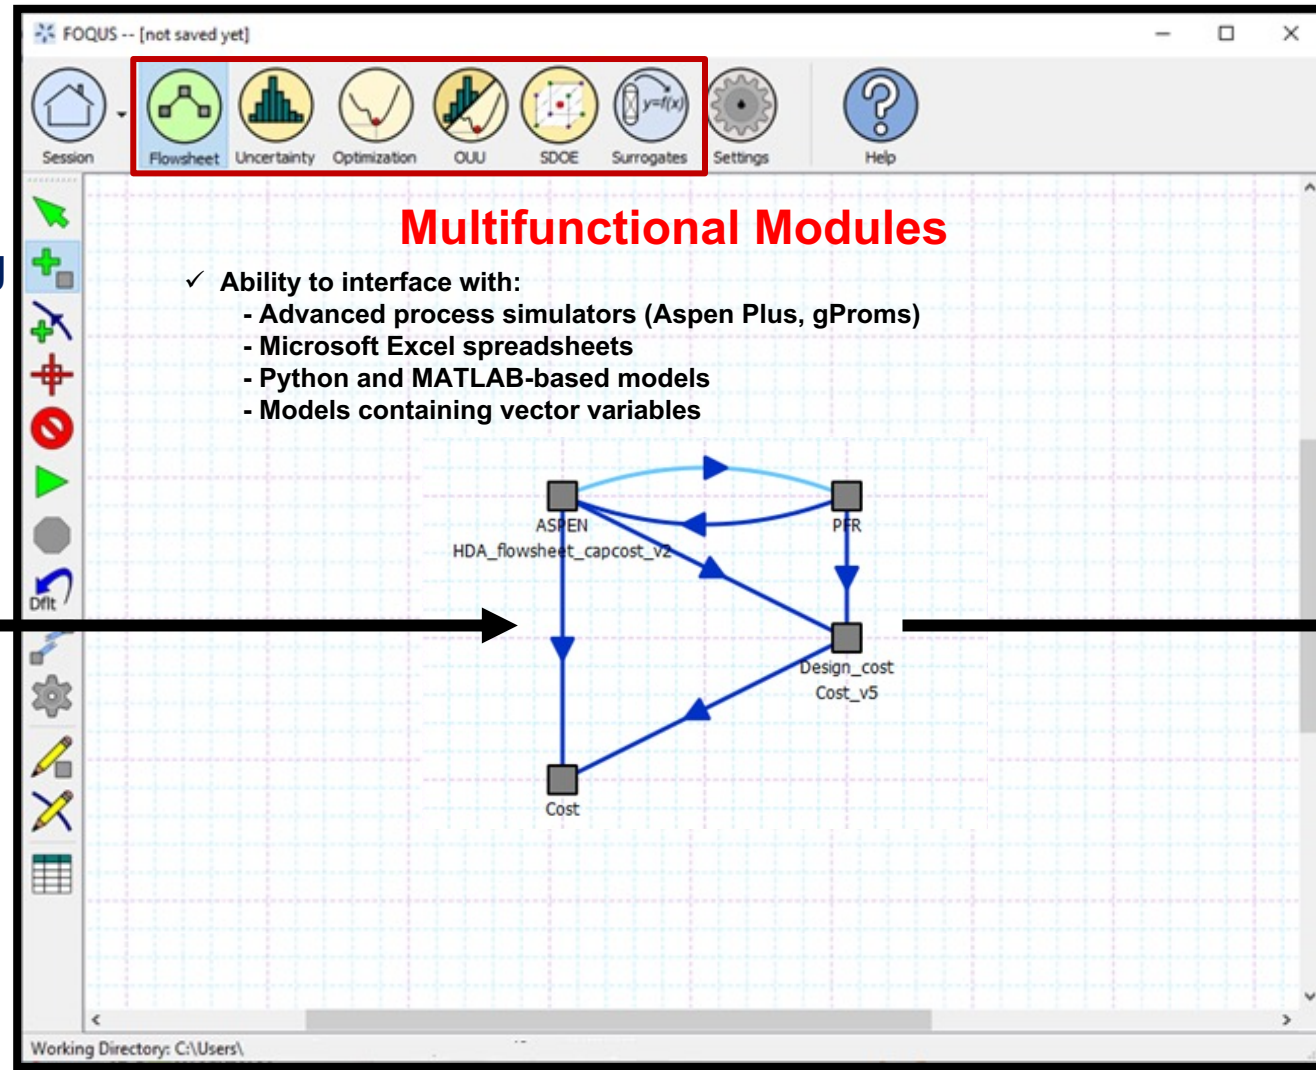 FOQUS -- [not saved yet]
Session
Flowsheet
Uncertainty
Optimization
OUU
SDOE
y=f(x)
Surrogates
Settings
Help
Multifunctional Modules
g
✓ Ability to interface with:
- Advanced process simulators (Aspen Plus, gProms)
- Microsoft Excel spreadsheets
- Python and MATLAB-based models
- Models containing vector variables
ASPEN
HDA_flowsheet_capcost_v2
PFR
Dflt
Design_cost
Cost_v5
Cost
Working Directory: C:\Users\